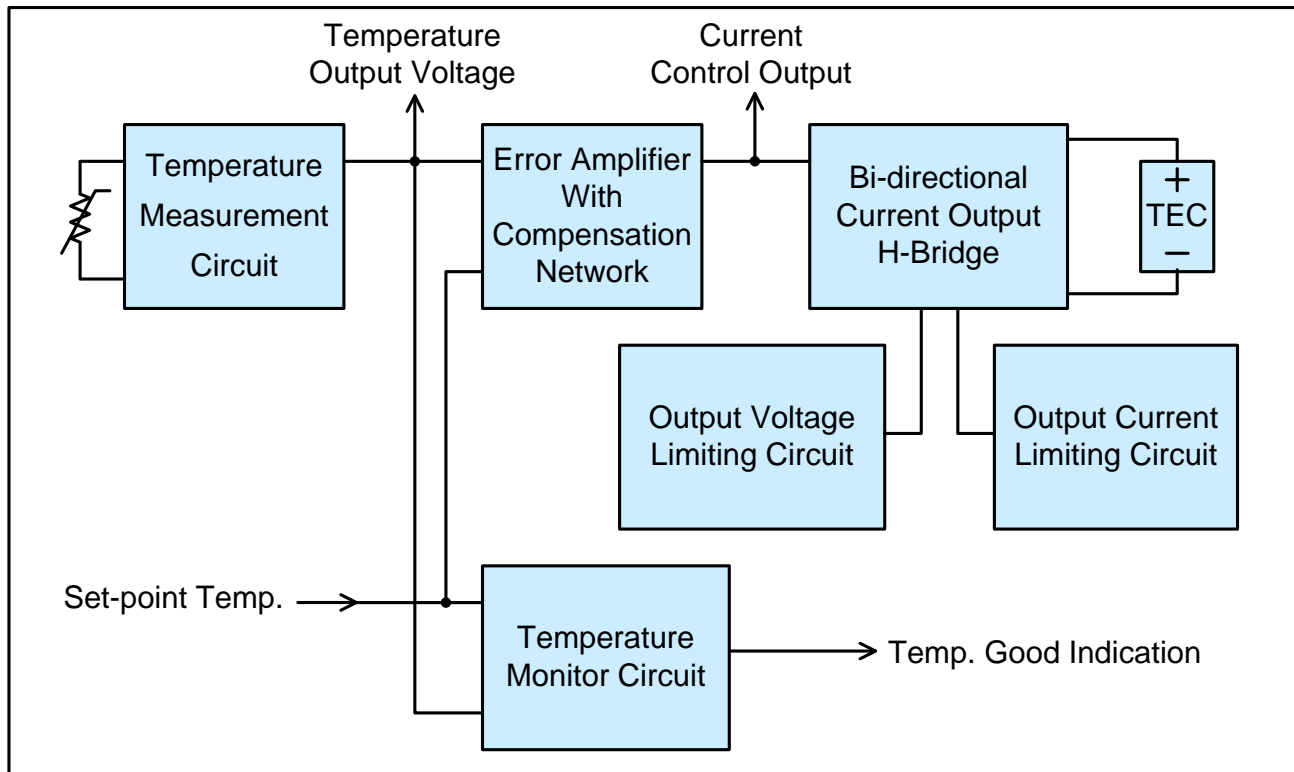 Temperature
Output Voltage
Current
Control Output
Temperature
Measurement
Circuit
Error Amplifier
With
Compensation
Network
Bi-directional
Current Output
H-Bridge
+
TEC
−
Output Voltage
Limiting Circuit
Output Current
Limiting Circuit
Set-point Temp.
Temperature
Monitor Circuit
Temp. Good Indication